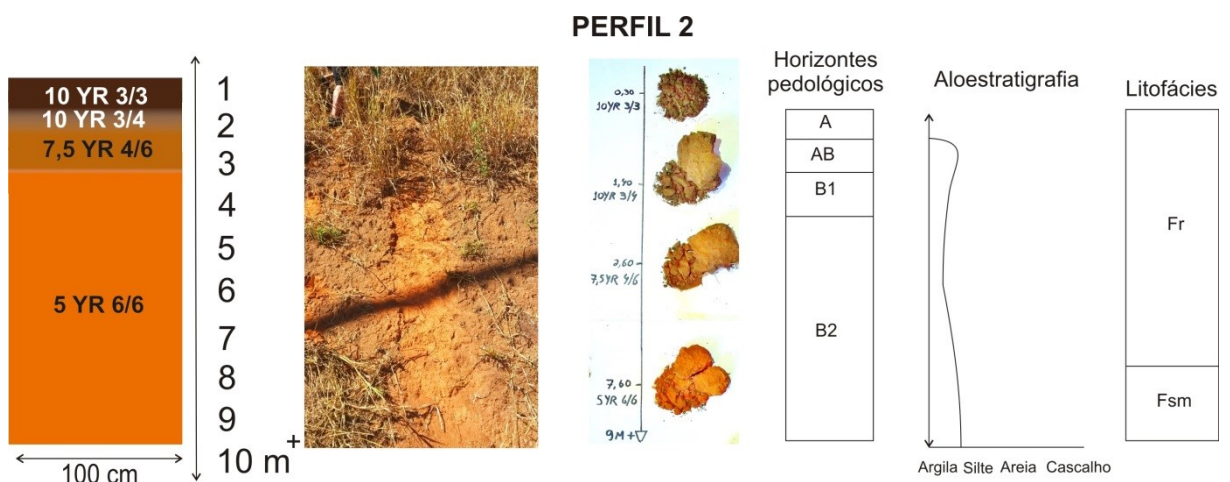 PERFIL 2
10 YR 3/3
10 YR 3/4
7,5 YR 4/6
5 YR 6/6
100 cm
1
2
3
4
5
6
7
8
9
10 m+
0,30
10YR 3/3
1,40
10YR 3/4
2,60
7,5YR 4/6
7,60
5YR 6/6
9M+
Horizontes
pedológicos
A
AB
B1
B2
Aloestratigrafia
Argila Silte Areia Cascalho
Litofácies
Fr
Fsm